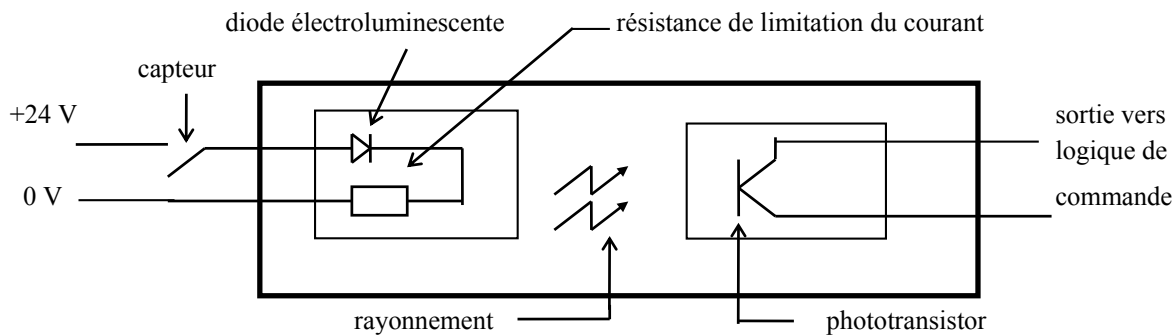 diode électroluminescente
résistance de limitation du courant
capteur
+24 V
sortie vers
logique de
0 V
commande
rayonnement
phototransistor